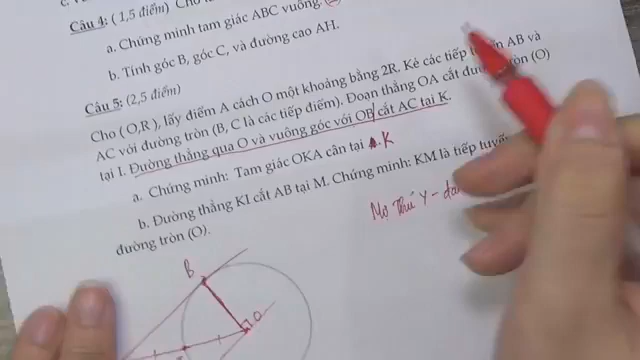 Câu 4: (1,5 điểm) Cho
a. Chứng minh tam giác ABC vuông.
b. Tính góc B, góc C, và đường cao AH.
Câu 5: (2,5 điểm)
Cho (O,R), lấy điểm A cách O một khoảng bằng 2R. Kẻ các tiếp tuyến AB và
AC với đường tròn (B, C là các tiếp điểm). Đoạn thẳng OA cắt đường tròn (O)
tại I. Đường thẳng qua O và vuông góc với OB cắt AC tại K.
a. Chứng minh: Tam giác OKA cân tại K
b. Đường thẳng KI cắt AB tại M. Chứng minh: KM là tiếp tuyến
đường tròn (O).
B
O